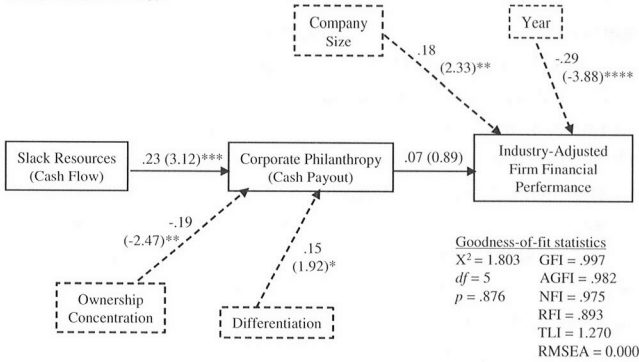 Company
Size
Year
.18
(2.33)**
-.29
(-3.88)****
Slack Resources
(Cash Flow)
.23 (3.12)***
Corporate Philanthropy
(Cash Payout)
.07 (0.89)
Industry-Adjusted
Firm Financial
Perfermance
-.19
(-2.47)**
.15
(1.92)*
Ownership
Concentration
Differentiation
Goodness-of-fit statistics
X² = 1.803 GFI = .997
df = 5 AGFI = .982
p = .876 NFI = .975
RFI = .893
TLI = 1.270
RMSEA = 0.000